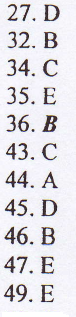 27. D
32. B
34. C
35. E
36. B
43. C
44. A
45. D
46. B
47. E
49. E